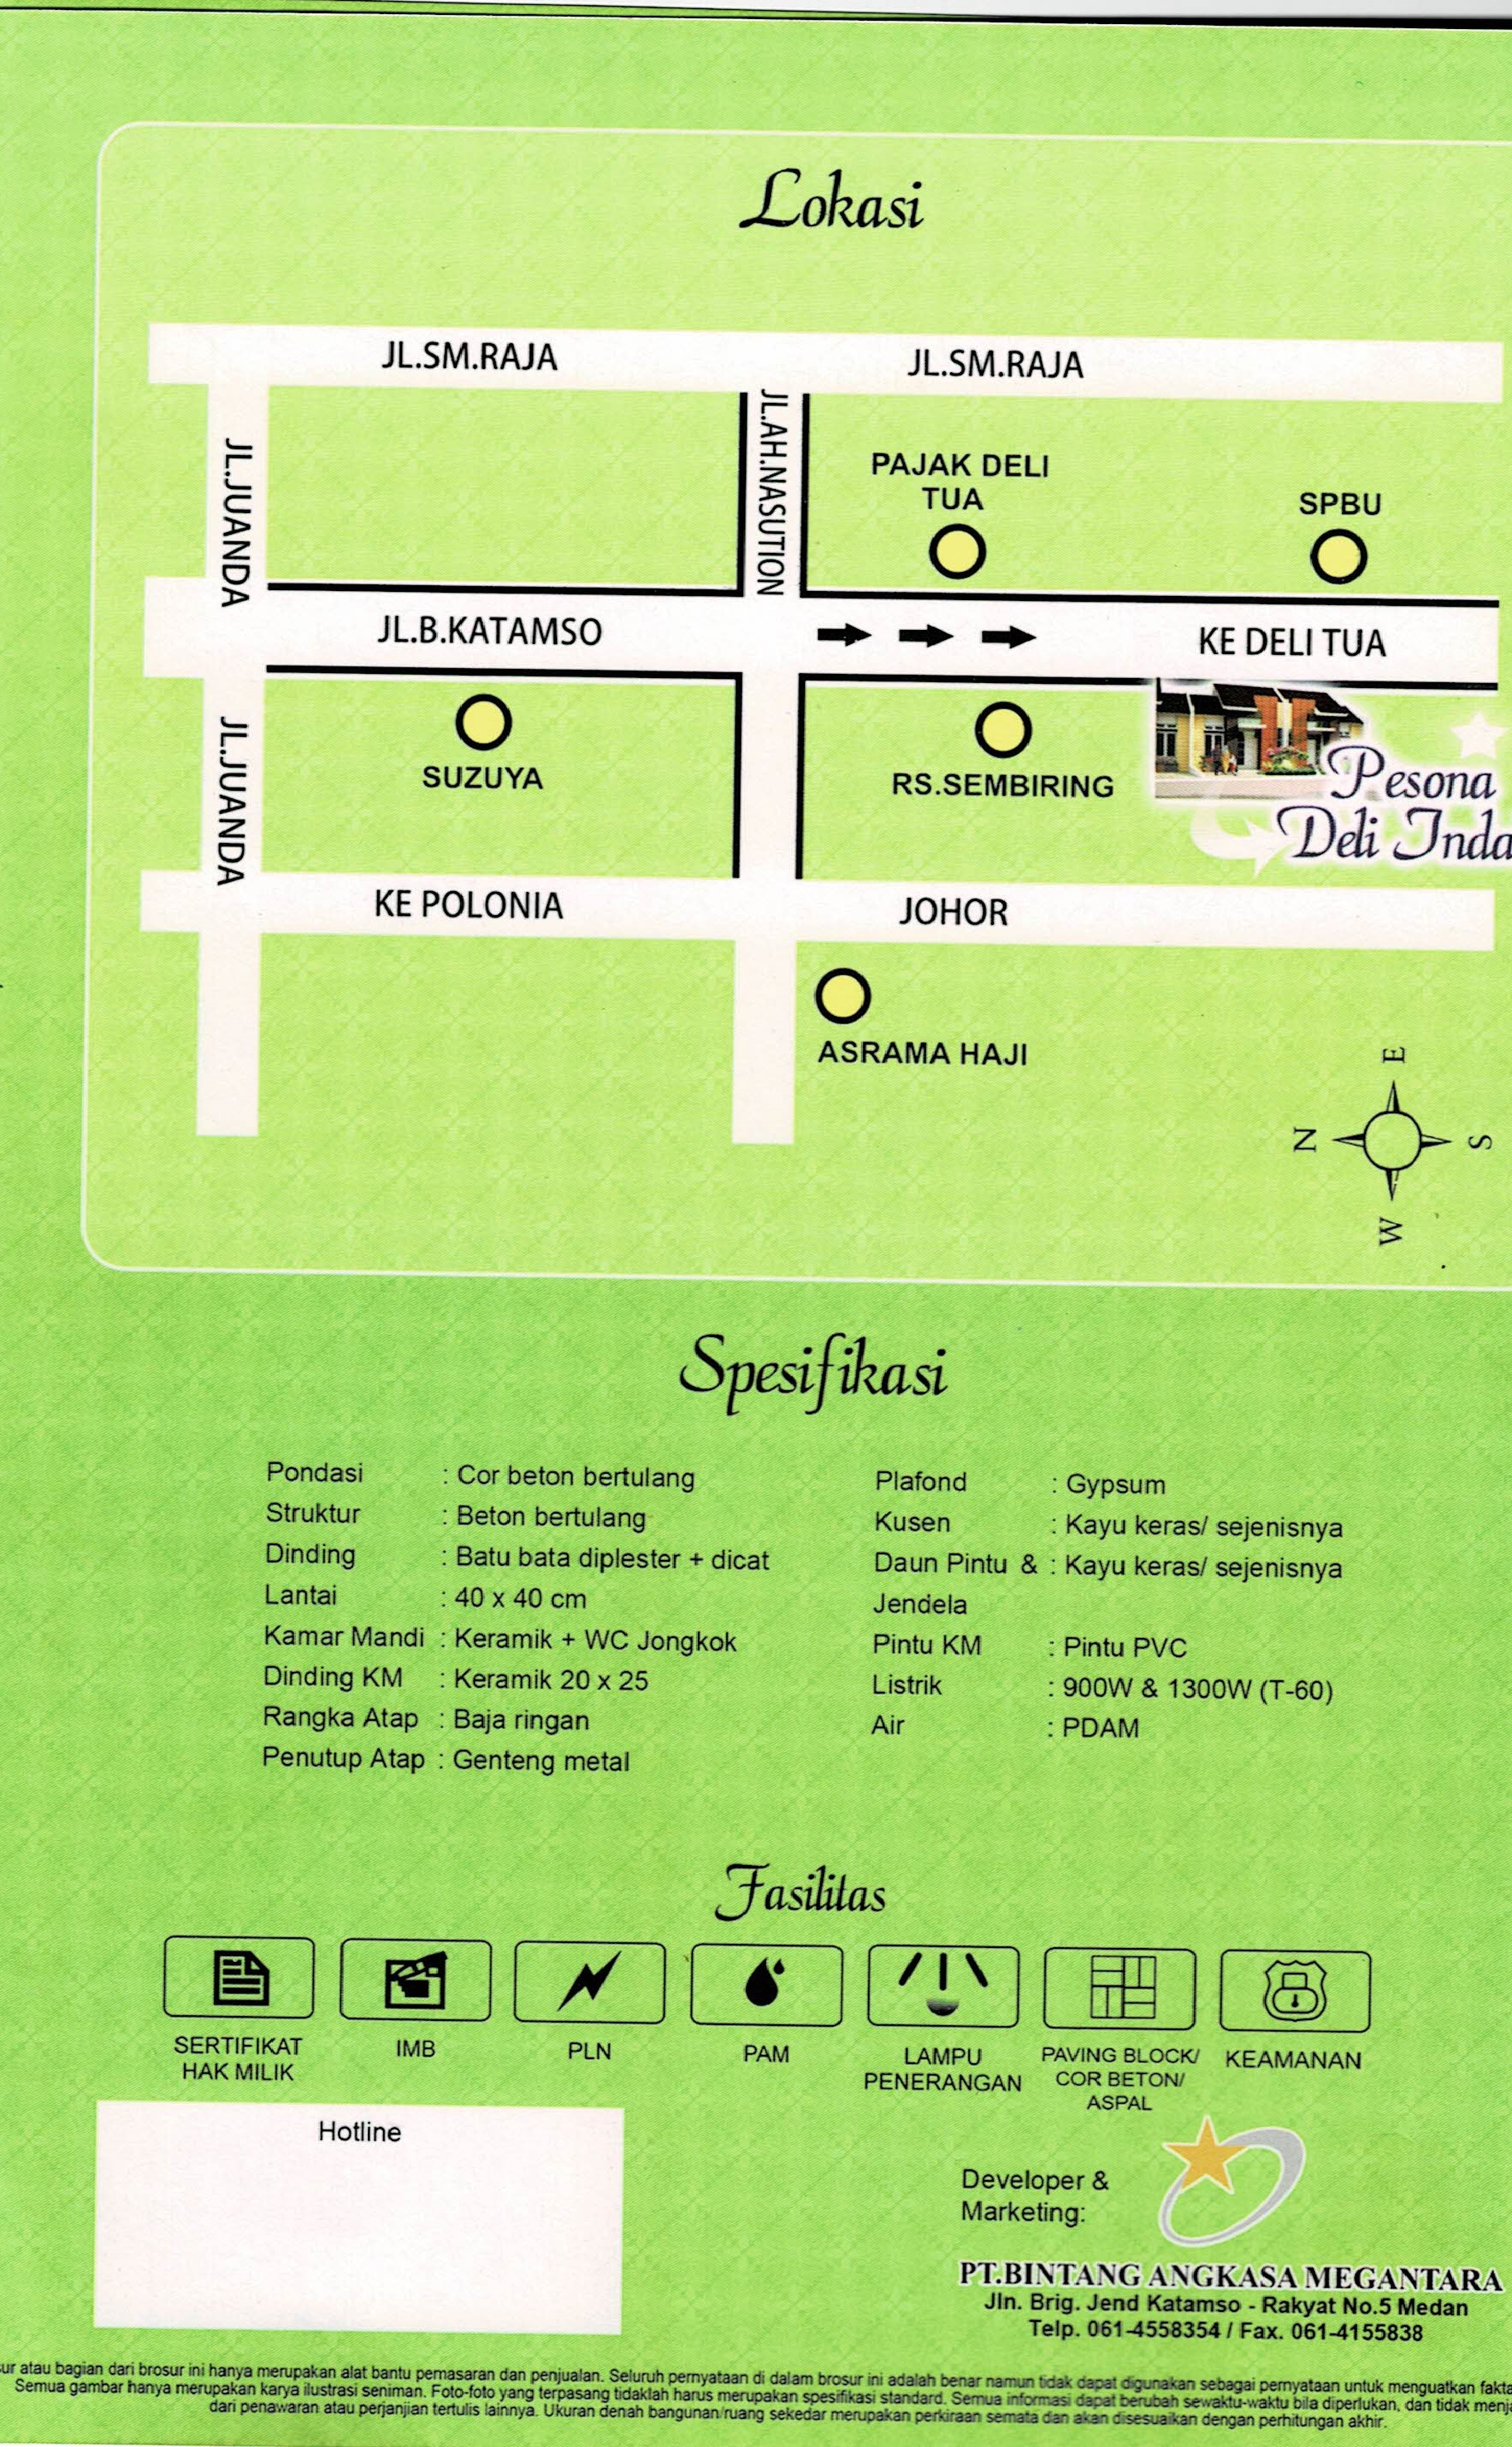 Lokasi
JL.SM.RAJA
JL.SM.RAJA
JL.JUANDA
JL.AH.NASUTION
PAJAK DELI
TUA
SPBU
JL.B.KATAMSO
KE DELI TUA
JL.JUANDA
SUZUYA
RS.SEMBIRING
Pesona
Deli Inda
KE POLONIA
JOHOR
ASRAMA HAJI
E
N
S
W
Spesifikasi
Pondasi : Cor beton bertulang
Struktur : Beton bertulang
Dinding : Batu bata diplester + dicat
Lantai : 40 x 40 cm
Kamar Mandi : Keramik + WC Jongkok
Dinding KM : Keramik 20 x 25
Rangka Atap : Baja ringan
Penutup Atap : Genteng metal
Plafond : Gypsum
Kusen : Kayu keras/ sejenisnya
Daun Pintu & : Kayu keras/ sejenisnya
Jendela
Pintu KM : Pintu PVC
Listrik : 900W & 1300W (T-60)
Air : PDAM
Fasilitas
SERTIFIKAT
HAK MILIK
IMB
PLN
PAM
LAMPU
PENERANGAN
PAVING BLOCK/
COR BETON/
ASPAL
KEAMANAN
Hotline
Developer &
Marketing:
PT.BINTANG ANGKASA MEGANTARA
Jln. Brig. Jend Katamso - Rakyat No.5 Medan
Telp. 061-4558354 / Fax. 061-4155838
ur atau bagian dari brosur ini hanya merupakan alat bantu pemasaran dan penjualan. Seluruh pernyataan di dalam brosur ini adalah benar namun tidak dapat digunakan sebagai pernyataan untuk menguatkan fakta
Semua gambar hanya merupakan karya ilustrasi seniman. Foto-foto yang terpasang tidaklah harus merupakan spesifikasi standard. Semua informasi dapat berubah sewaktu-waktu bila diperlukan, dan tidak menj
dari penawaran atau perjanjian tertulis lainnya. Ukuran denah bangunan/ruang sekedar merupakan perkiraan semata dan akan disesuaikan dengan perhitungan akhir.